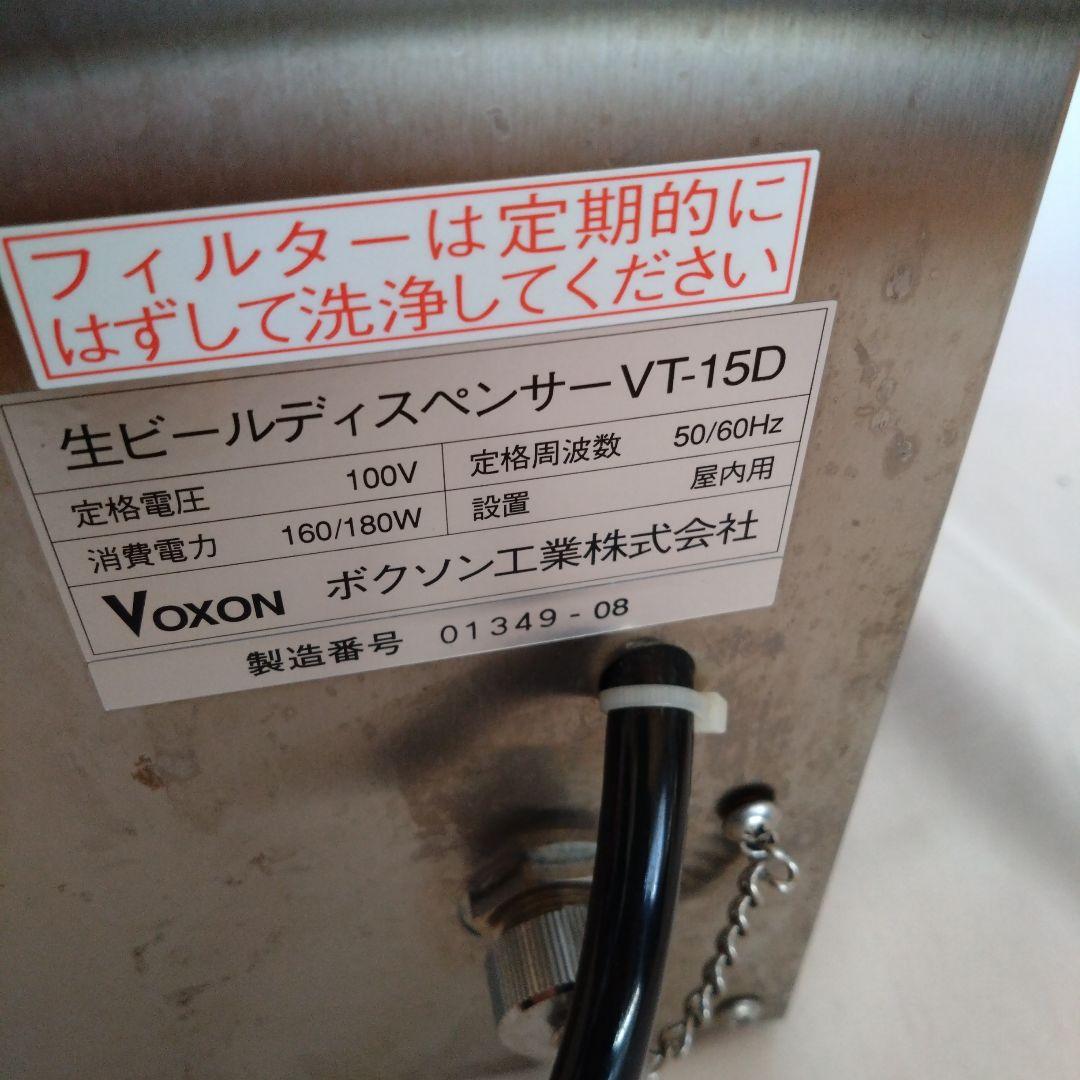 フィルターは定期的に
はずして洗浄してください
生ビールディスペンサーVT-15D
定格電圧 100V 定格周波数 50/60Hz
消費電力 160/180W 設置 屋内用
VOXON ボクソン工業株式会社
製造番号 01349-08